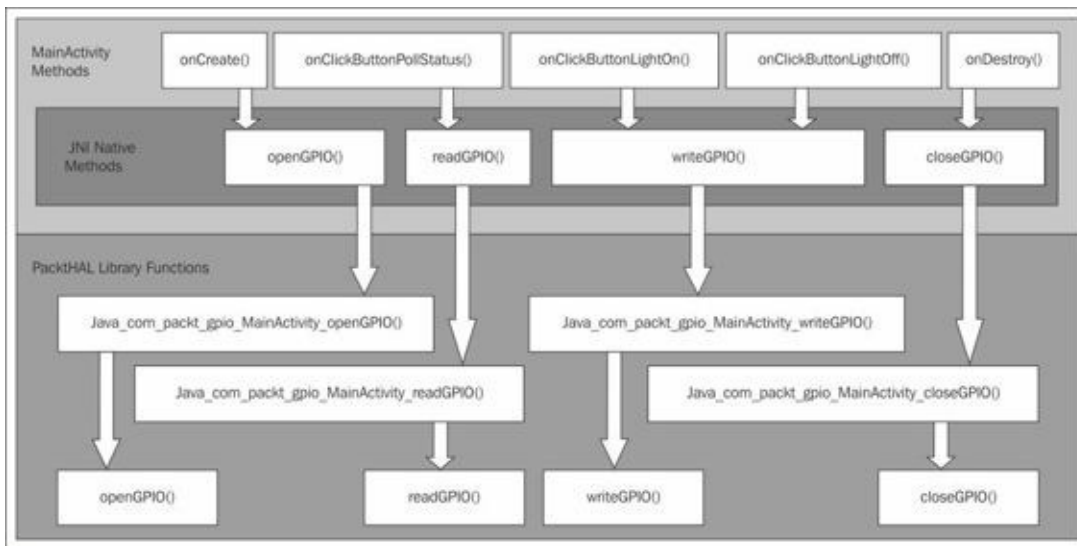 MainActivity
Methods
onCreate()
onClickButtonPollStatus()
onClickButtonLightOn()
onClickButtonLightOff()
onDestroy()
JNI Native
Methods
openGPIO()
readGPIO()
writeGPIO()
closeGPIO()
PacktHAL Library Functions
Java_com_packt_gpio_MainActivity_openGPIO()
Java_com_packt_gpio_MainActivity_writeGPIO()
Java_com_packt_gpio_MainActivity_readGPIO()
Java_com_packt_gpio_MainActivity_closeGPIO()
openGPIO()
readGPIO()
writeGPIO()
closeGPIO()